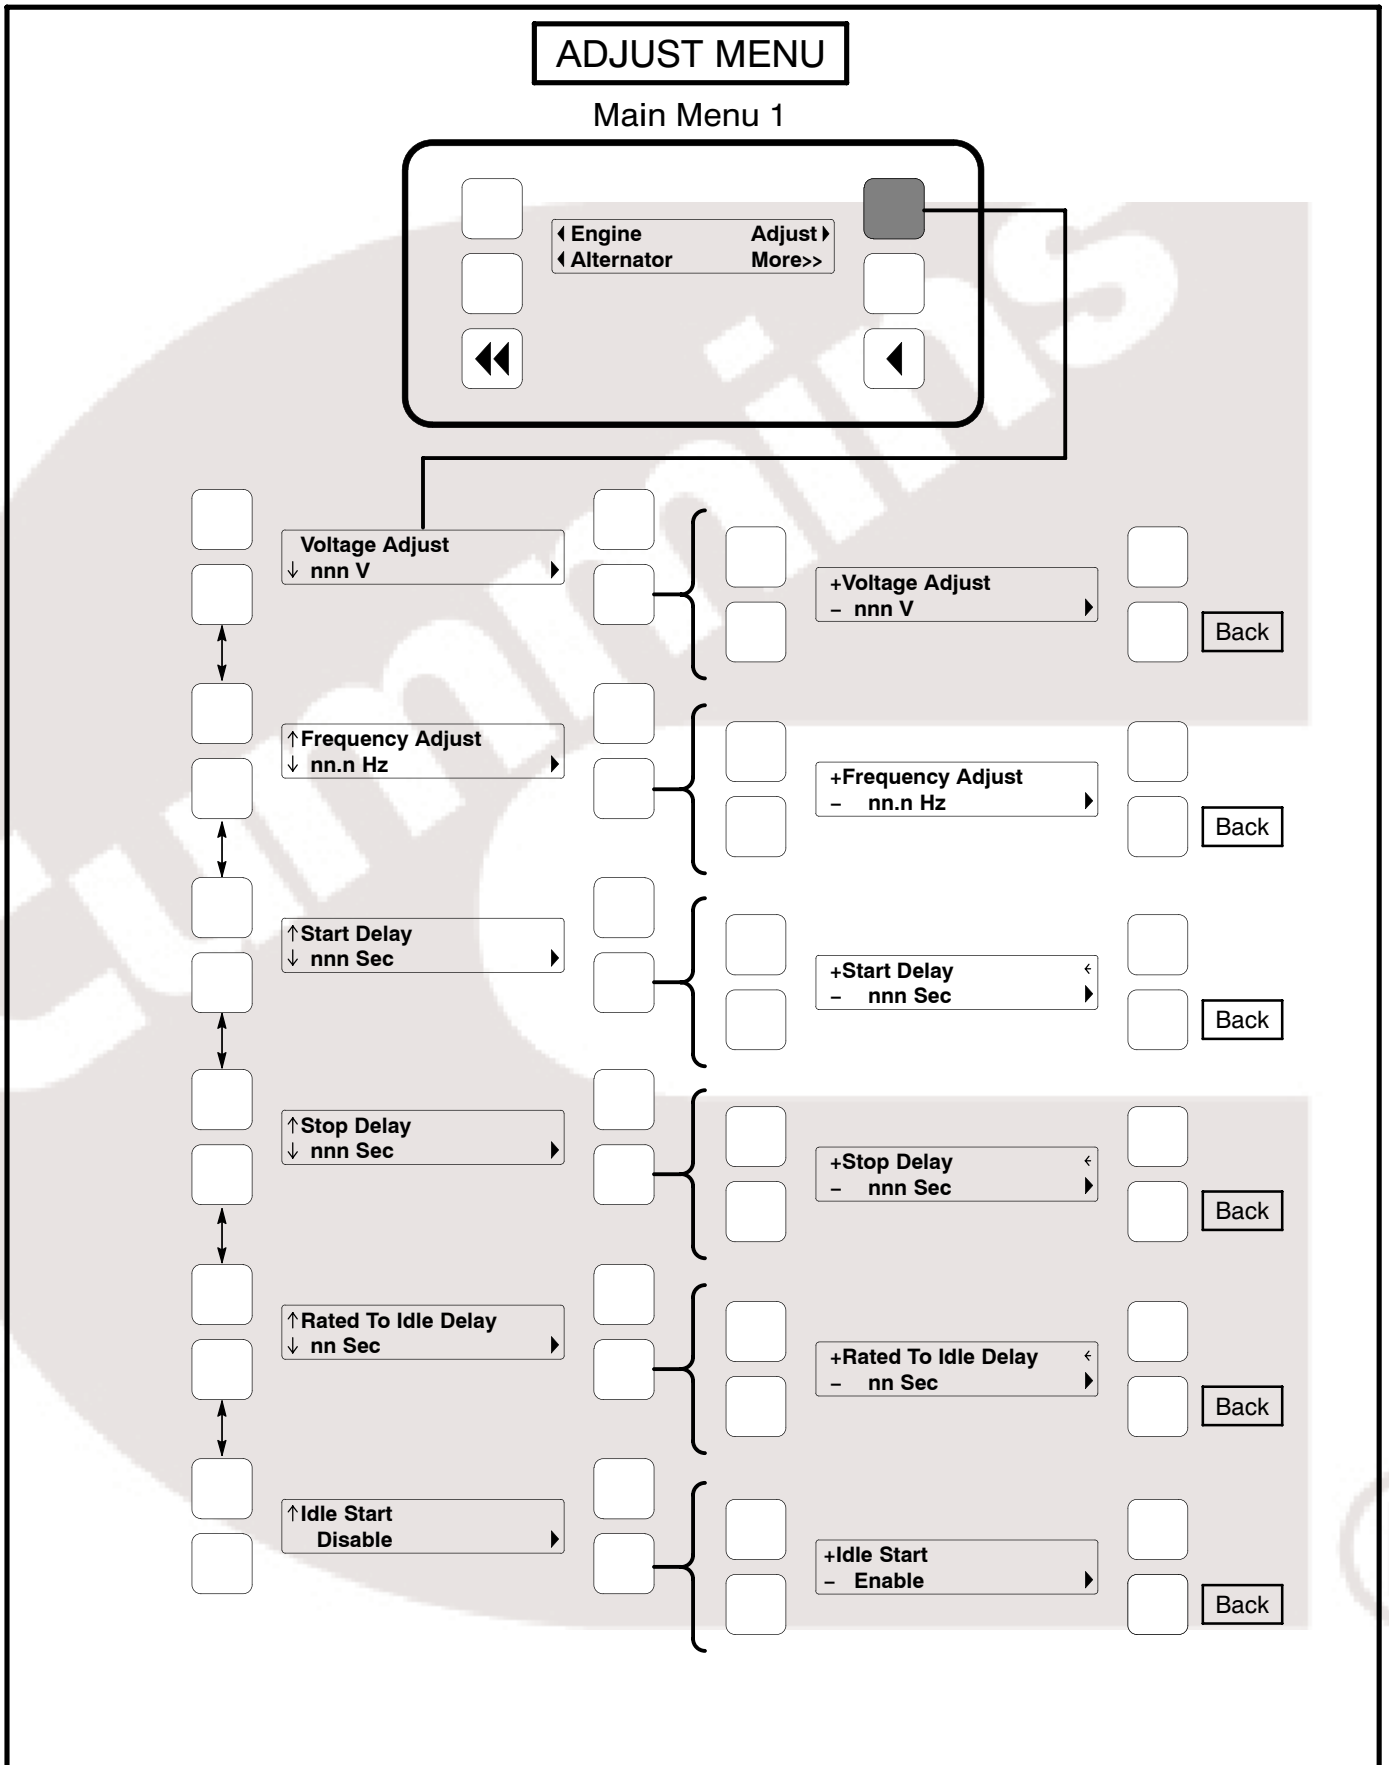 ADJUST MENU
Main Menu 1
Engine Adjust
Alternator More>>
Voltage Adjust
↓ nnn V
+Voltage Adjust
– nnn V
Back
↑Frequency Adjust
↓ nn.n Hz
+Frequency Adjust
– nn.n Hz
Back
↑Start Delay
↓ nnn Sec
+Start Delay ←
– nnn Sec
Back
↑Stop Delay
↓ nnn Sec
+Stop Delay ←
– nnn Sec
Back
↑Rated To Idle Delay
↓ nn Sec
+Rated To Idle Delay ←
– nn Sec
Back
↑Idle Start
Disable
+Idle Start
– Enable
Back
Cummins